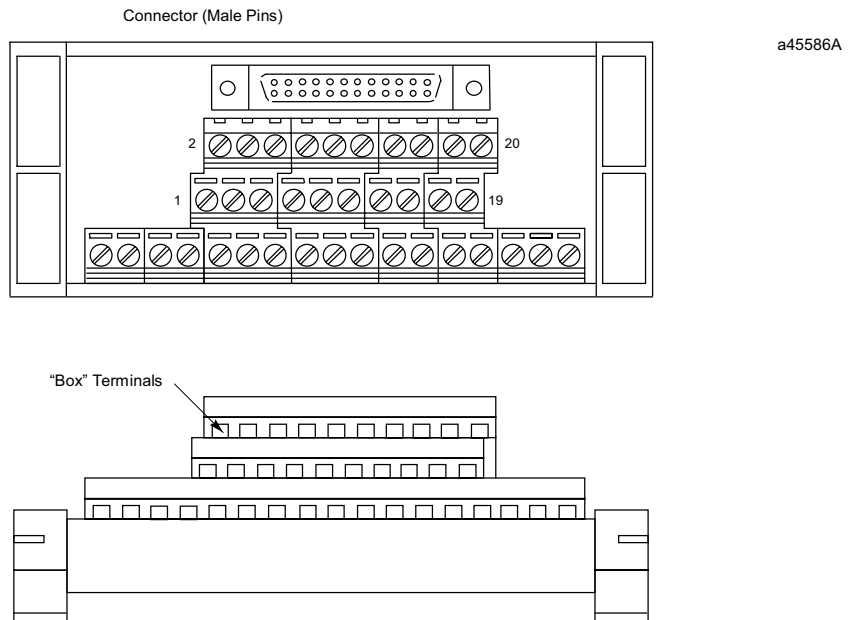 Connector (Male Pins)
a45586A
2
20
1
19
“Box” Terminals